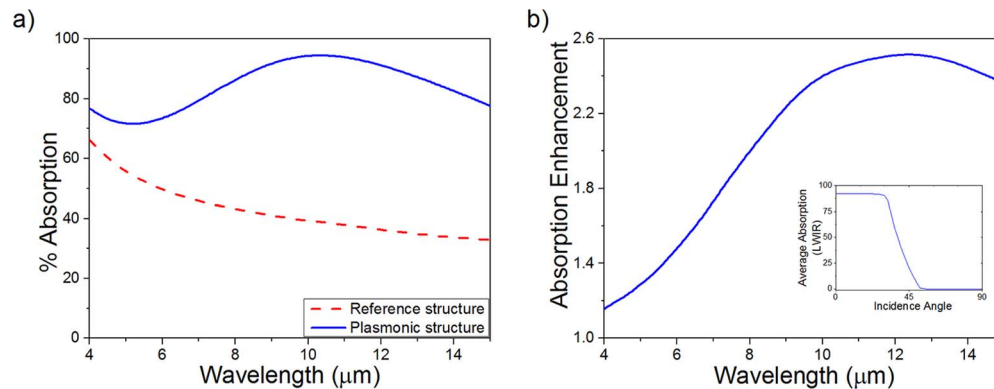 a)
% Absorption
100
80
60
40
20
0
4
6
8
10
12
14
Wavelength (μm)
Reference structure
Plasmonic structure
b)
Absorption Enhancement
2.6
2.2
1.8
1.4
1.0
4
6
8
10
12
14
Wavelength (μm)
Average Absorption
(LWIR)
100
75
50
25
0
0
45
90
Incidence Angle